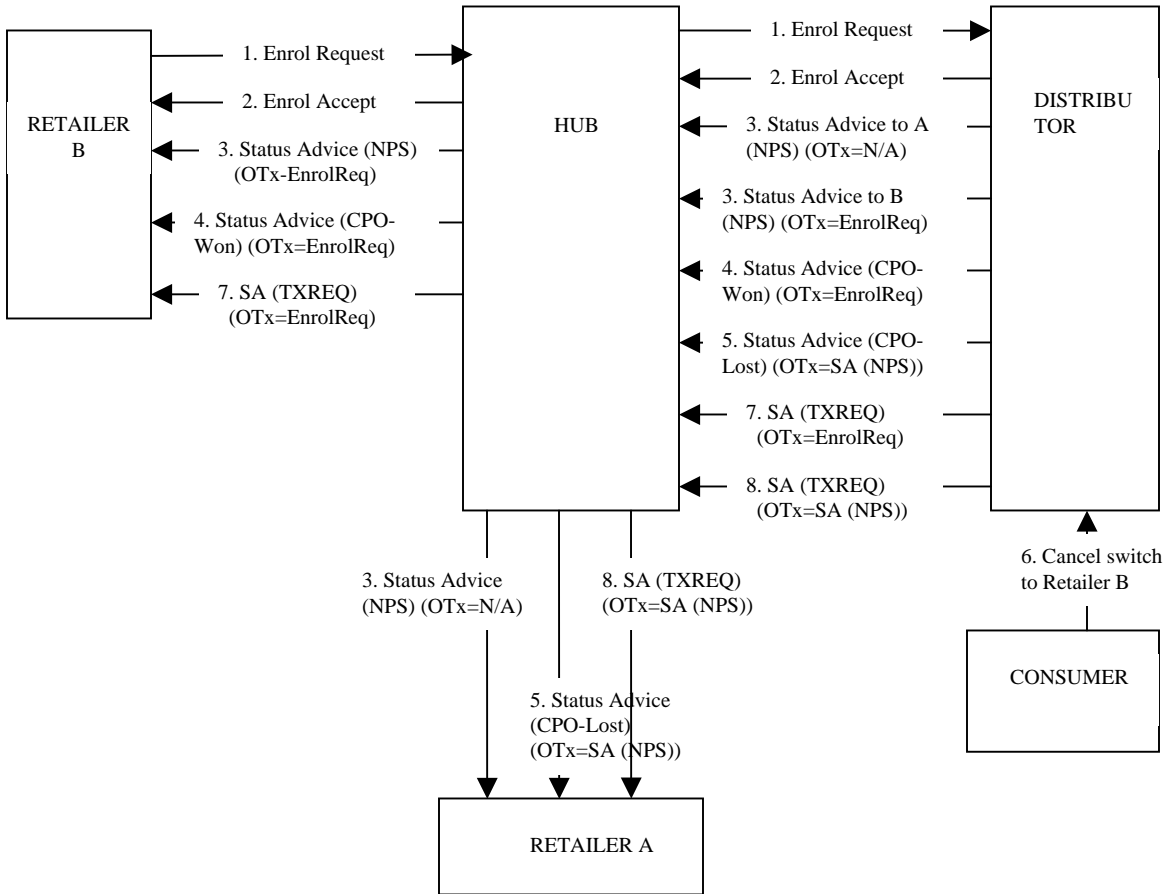 1. Enrol Request
2. Enrol Accept
RETAILER
B
3. Status Advice (NPS)
(OTx-EnrolReq)
4. Status Advice (CPO-
Won) (OTx=EnrolReq)
7. SA (TXREQ)
(OTx=EnrolReq)
HUB
1. Enrol Request
2. Enrol Accept
3. Status Advice to A
(NPS) (OTx=N/A)
3. Status Advice to B
(NPS) (OTx=EnrolReq)
4. Status Advice (CPO-
Won) (OTx=EnrolReq)
5. Status Advice (CPO-
Lost) (OTx=SA (NPS))
7. SA (TXREQ)
(OTx=EnrolReq)
8. SA (TXREQ)
(OTx=SA (NPS))
DISTRIBU
TOR
3. Status Advice
(NPS) (OTx=N/A)
8. SA (TXREQ)
(OTx=SA (NPS))
6. Cancel switch
to Retailer B
5. Status Advice
(CPO-Lost)
(OTx=SA (NPS))
CONSUMER
RETAILER A